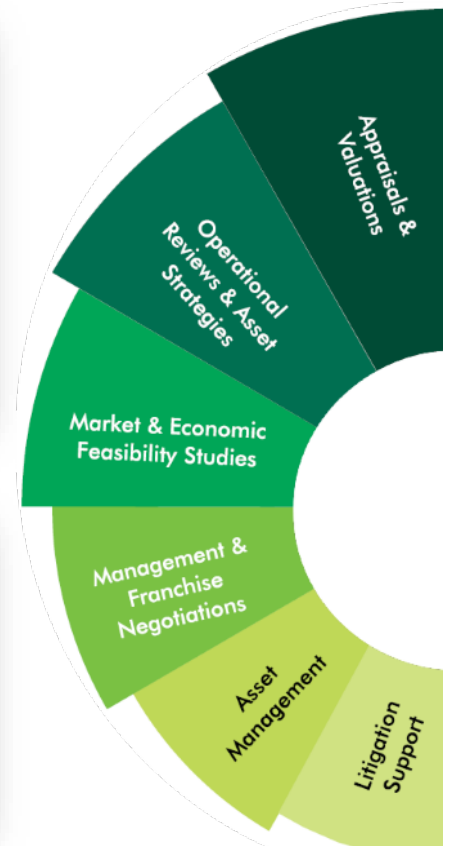 Appraisals &
Valuations
Operational
Reviews & Asset
Strategies
Market & Economic
Feasibility Studies
Management &
Franchise
Negotiations
Asset
Management
Litigation
Support